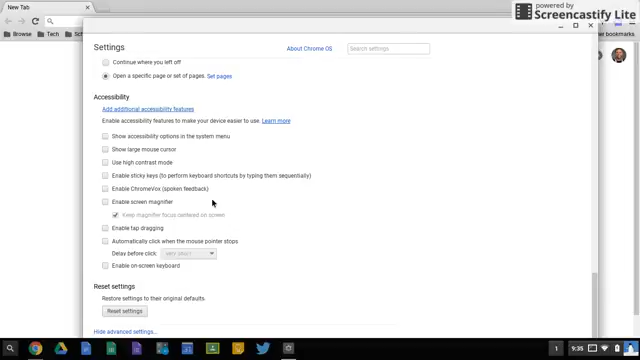 New Tab
powered by
Screencastify Lite
Browse
Tech
Sch
her bookmarks
Settings
About Chrome OS
Search settings
Continue where you left off
Open a specific page or set of pages. Set pages
Accessibility
Add additional accessibility features
Enable accessibility features to make your device easier to use. Learn more
Show accessibility options in the system menu
Show large mouse cursor
Use high contrast mode
Enable sticky keys (to perform keyboard shortcuts by typing them sequentially)
Enable ChromeVox (spoken feedback)
Enable screen magnifier
Keep magnifier focus centered on screen
Enable tap dragging
Automatically click when the mouse pointer stops
Delay before click:
Enable on-screen keyboard
Reset settings
Restore settings to their original defaults.
Reset settings
Hide advanced settings...
1
9:35